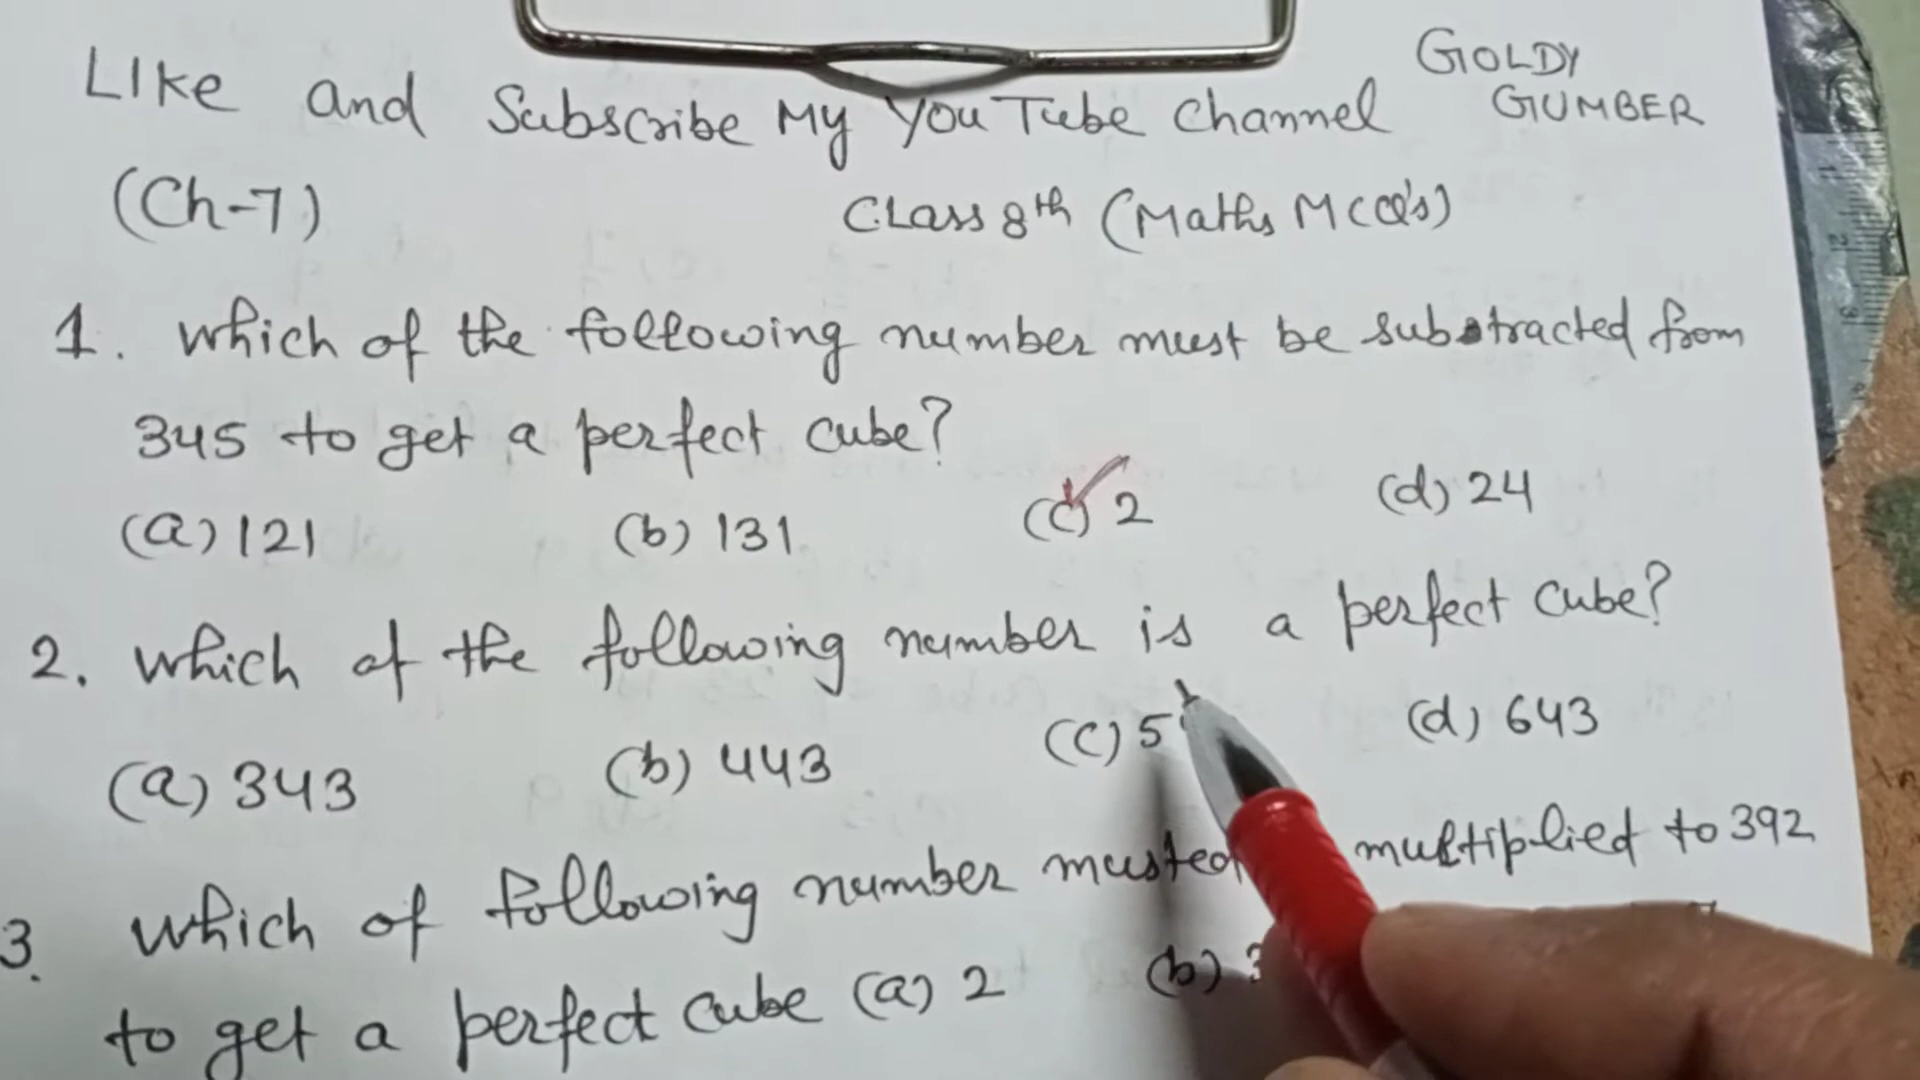 LIke and Subscribe My YouTube Channel GOLDY GUMBER
(Ch-7) CLass 8th (Maths MCQ's)
1. which of the following number must be substracted from
345 to get a perfect cube?
(a) 121 (b) 131 (c) 2 (d) 24
2. which of the following number is a perfect cube?
(a) 343 (b) 443 (c) 5 (d) 643
3. which of following number multiplied to 392
to get a perfect cube (a) 2 (b)